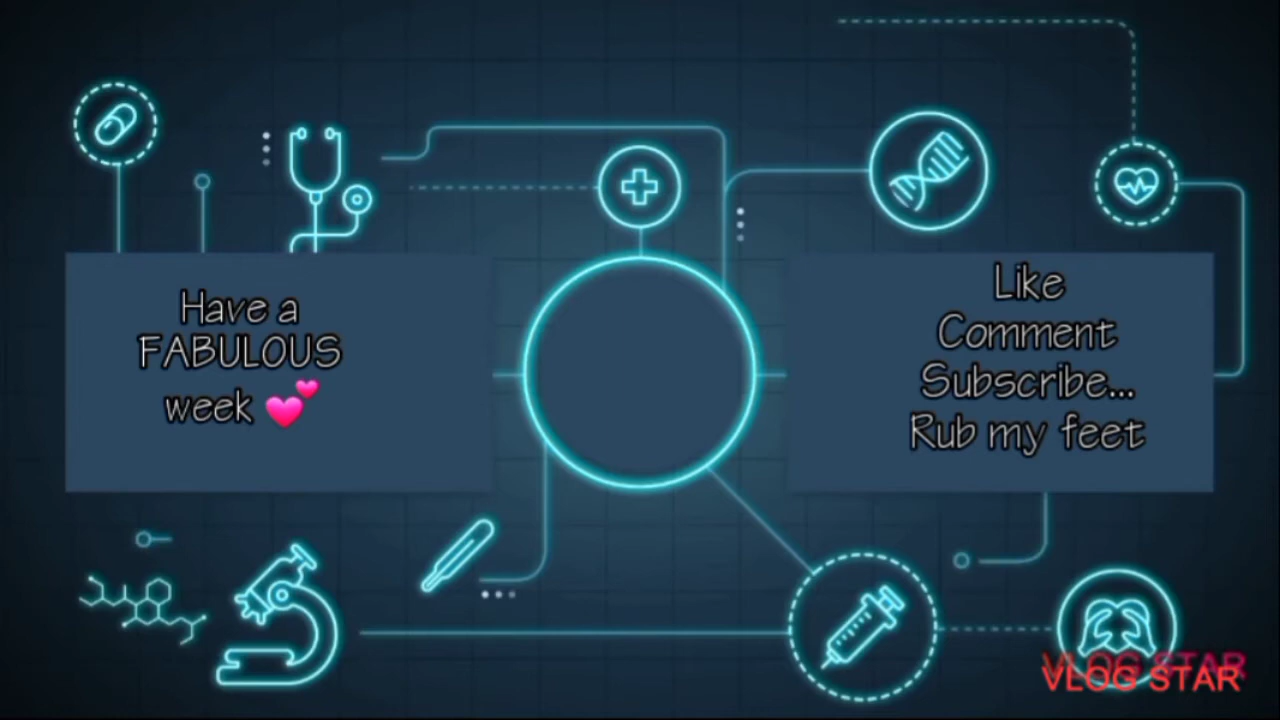 Have a
FABULOUS
week 💕
Like
Comment
Subscribe...
Rub my feet
VLOG STAR